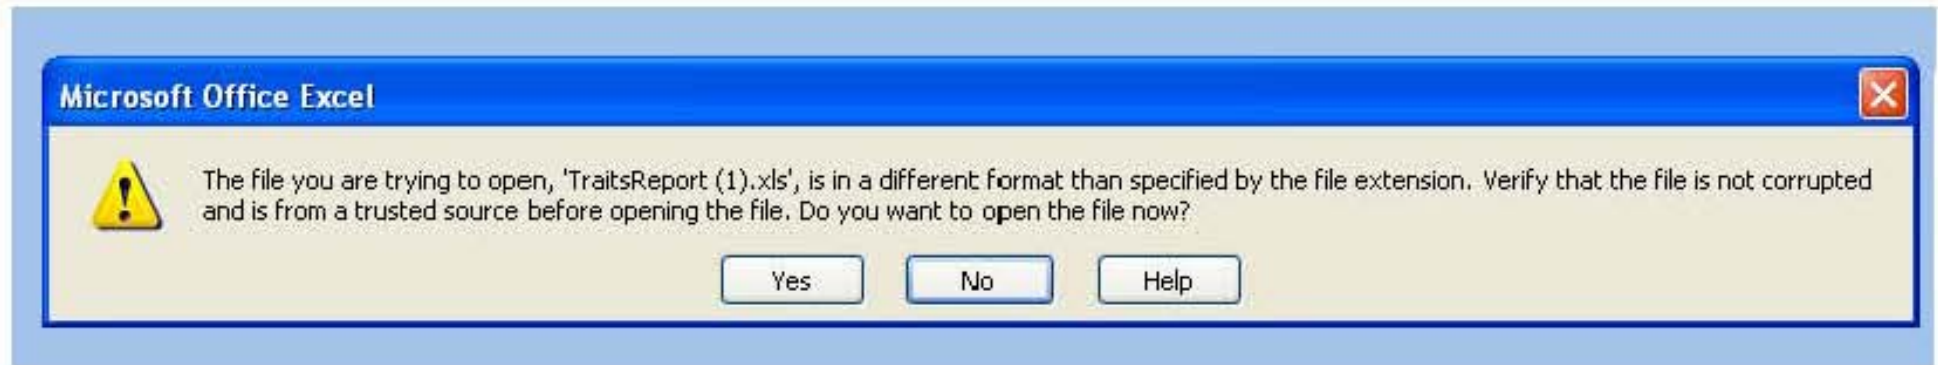 Microsoft Office Excel
The file you are trying to open, 'TraitsReport (1).xls', is in a different format than specified by the file extension. Verify that the file is not corrupted
and is from a trusted source before opening the file. Do you want to open the file now?
Yes No Help